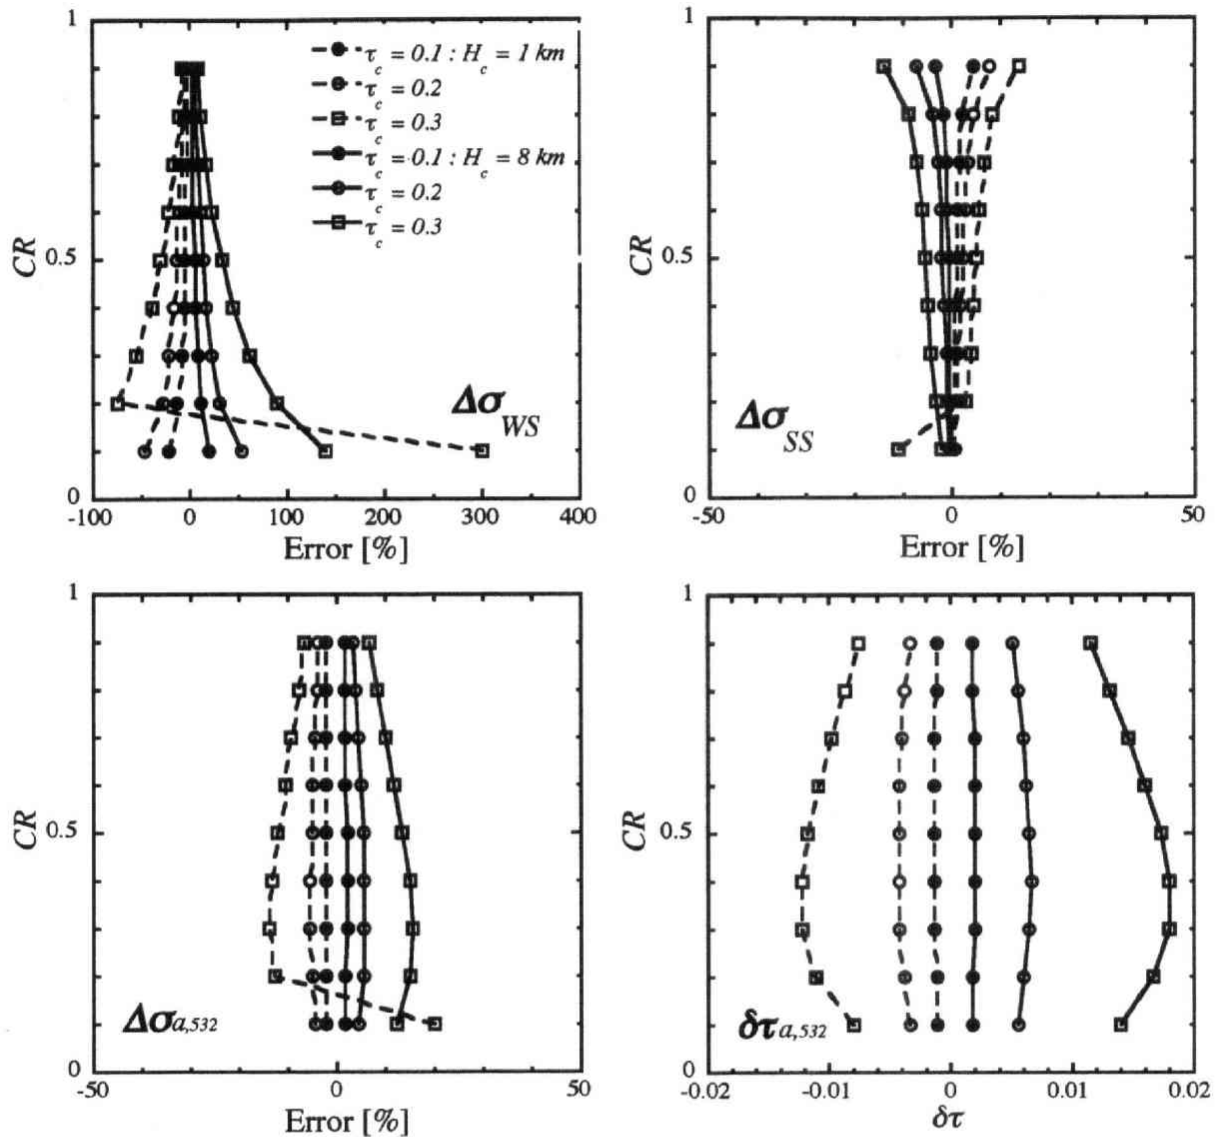 1
CR
0.5
0
-100
0
100
200
300
400
Error [%]
τc = 0.1 : Hc = 1 km
τc = 0.2
τc = 0.3
τc = 0.1 : Hc = 8 km
τc = 0.2
τc = 0.3
ΔσWS
1
CR
0.5
0
-50
0
50
Error [%]
ΔσSS
1
CR
0.5
0
-50
0
50
Error [%]
Δσa,532
1
CR
0.5
0
-0.02
-0.01
0
0.01
0.02
δτ
δτa,532